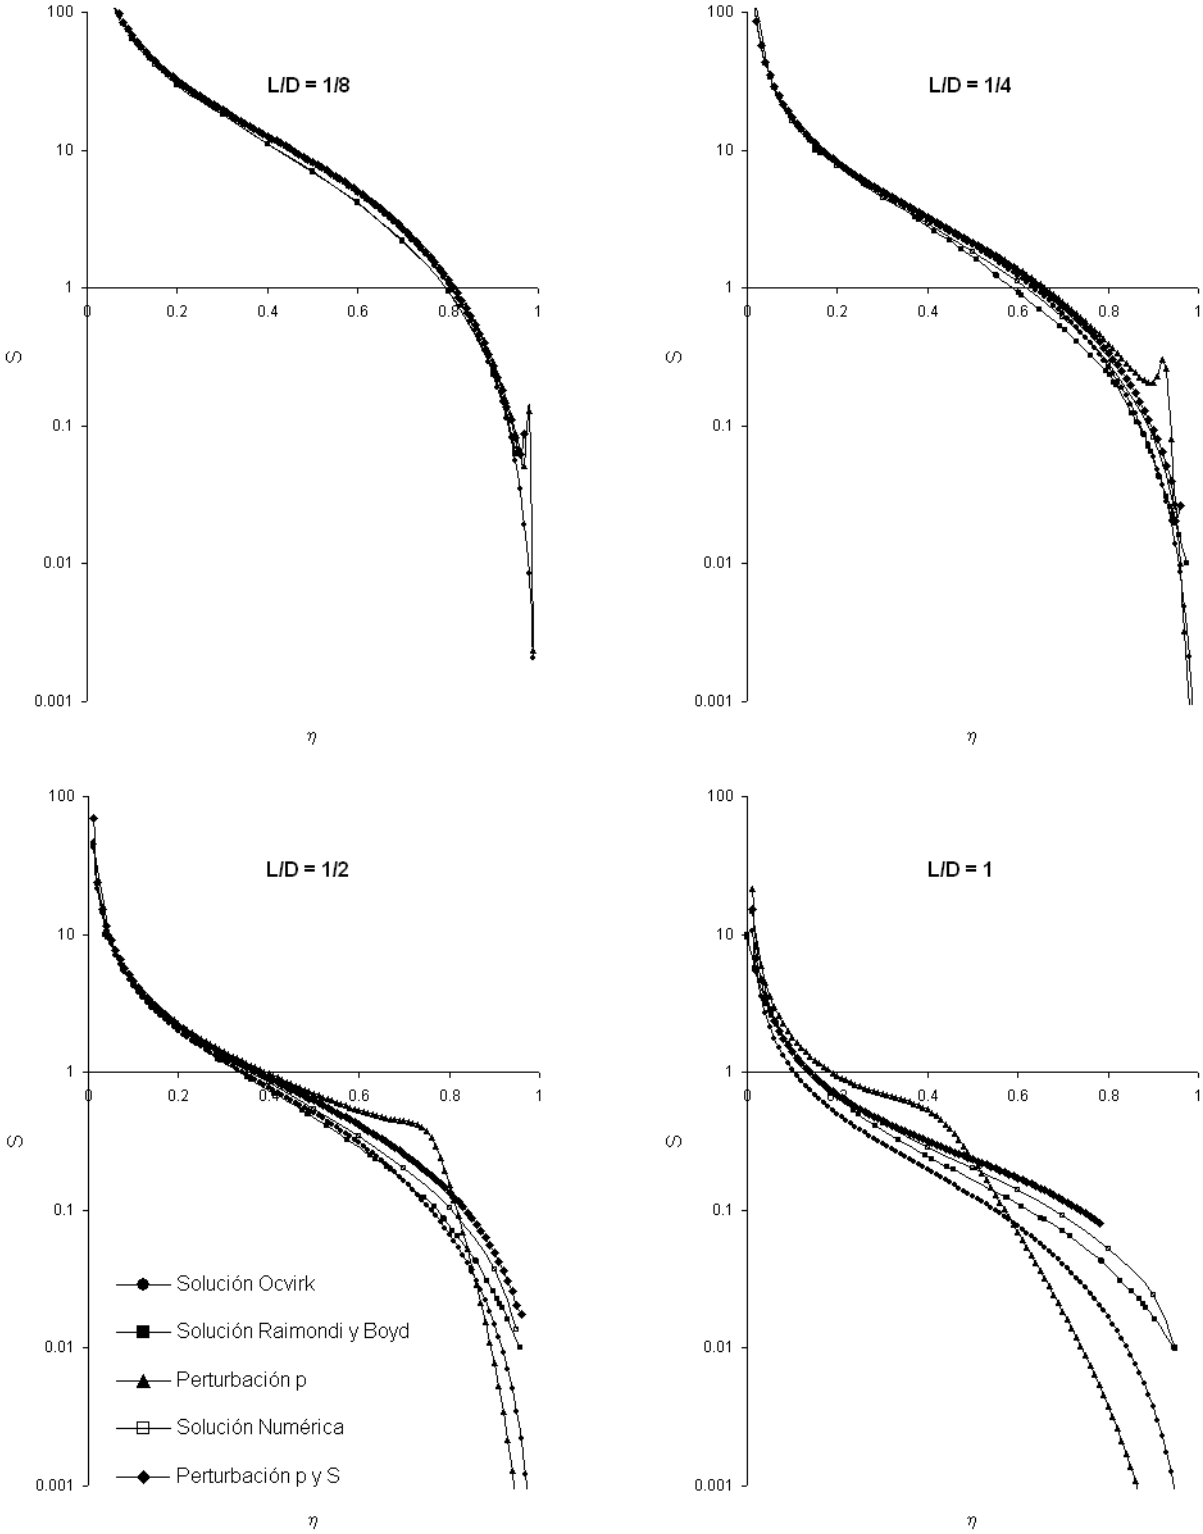 100
10
1
0.1
0.01
0.001
0
0.2
0.4
0.6
0.8
1
L/D = 1/8
S
η
100
10
1
0.1
0.01
0.001
0
0.2
0.4
0.6
0.8
1
L/D = 1/4
S
η
100
10
1
0.1
0.01
0.001
0
0.2
0.4
0.6
0.8
1
L/D = 1/2
S
η
Solución Ocvirk
Solución Raimondi y Boyd
Perturbación p
Solución Numérica
Perturbación p y S
100
10
1
0.1
0.01
0.001
0
0.2
0.4
0.6
0.8
1
L/D = 1
S
η